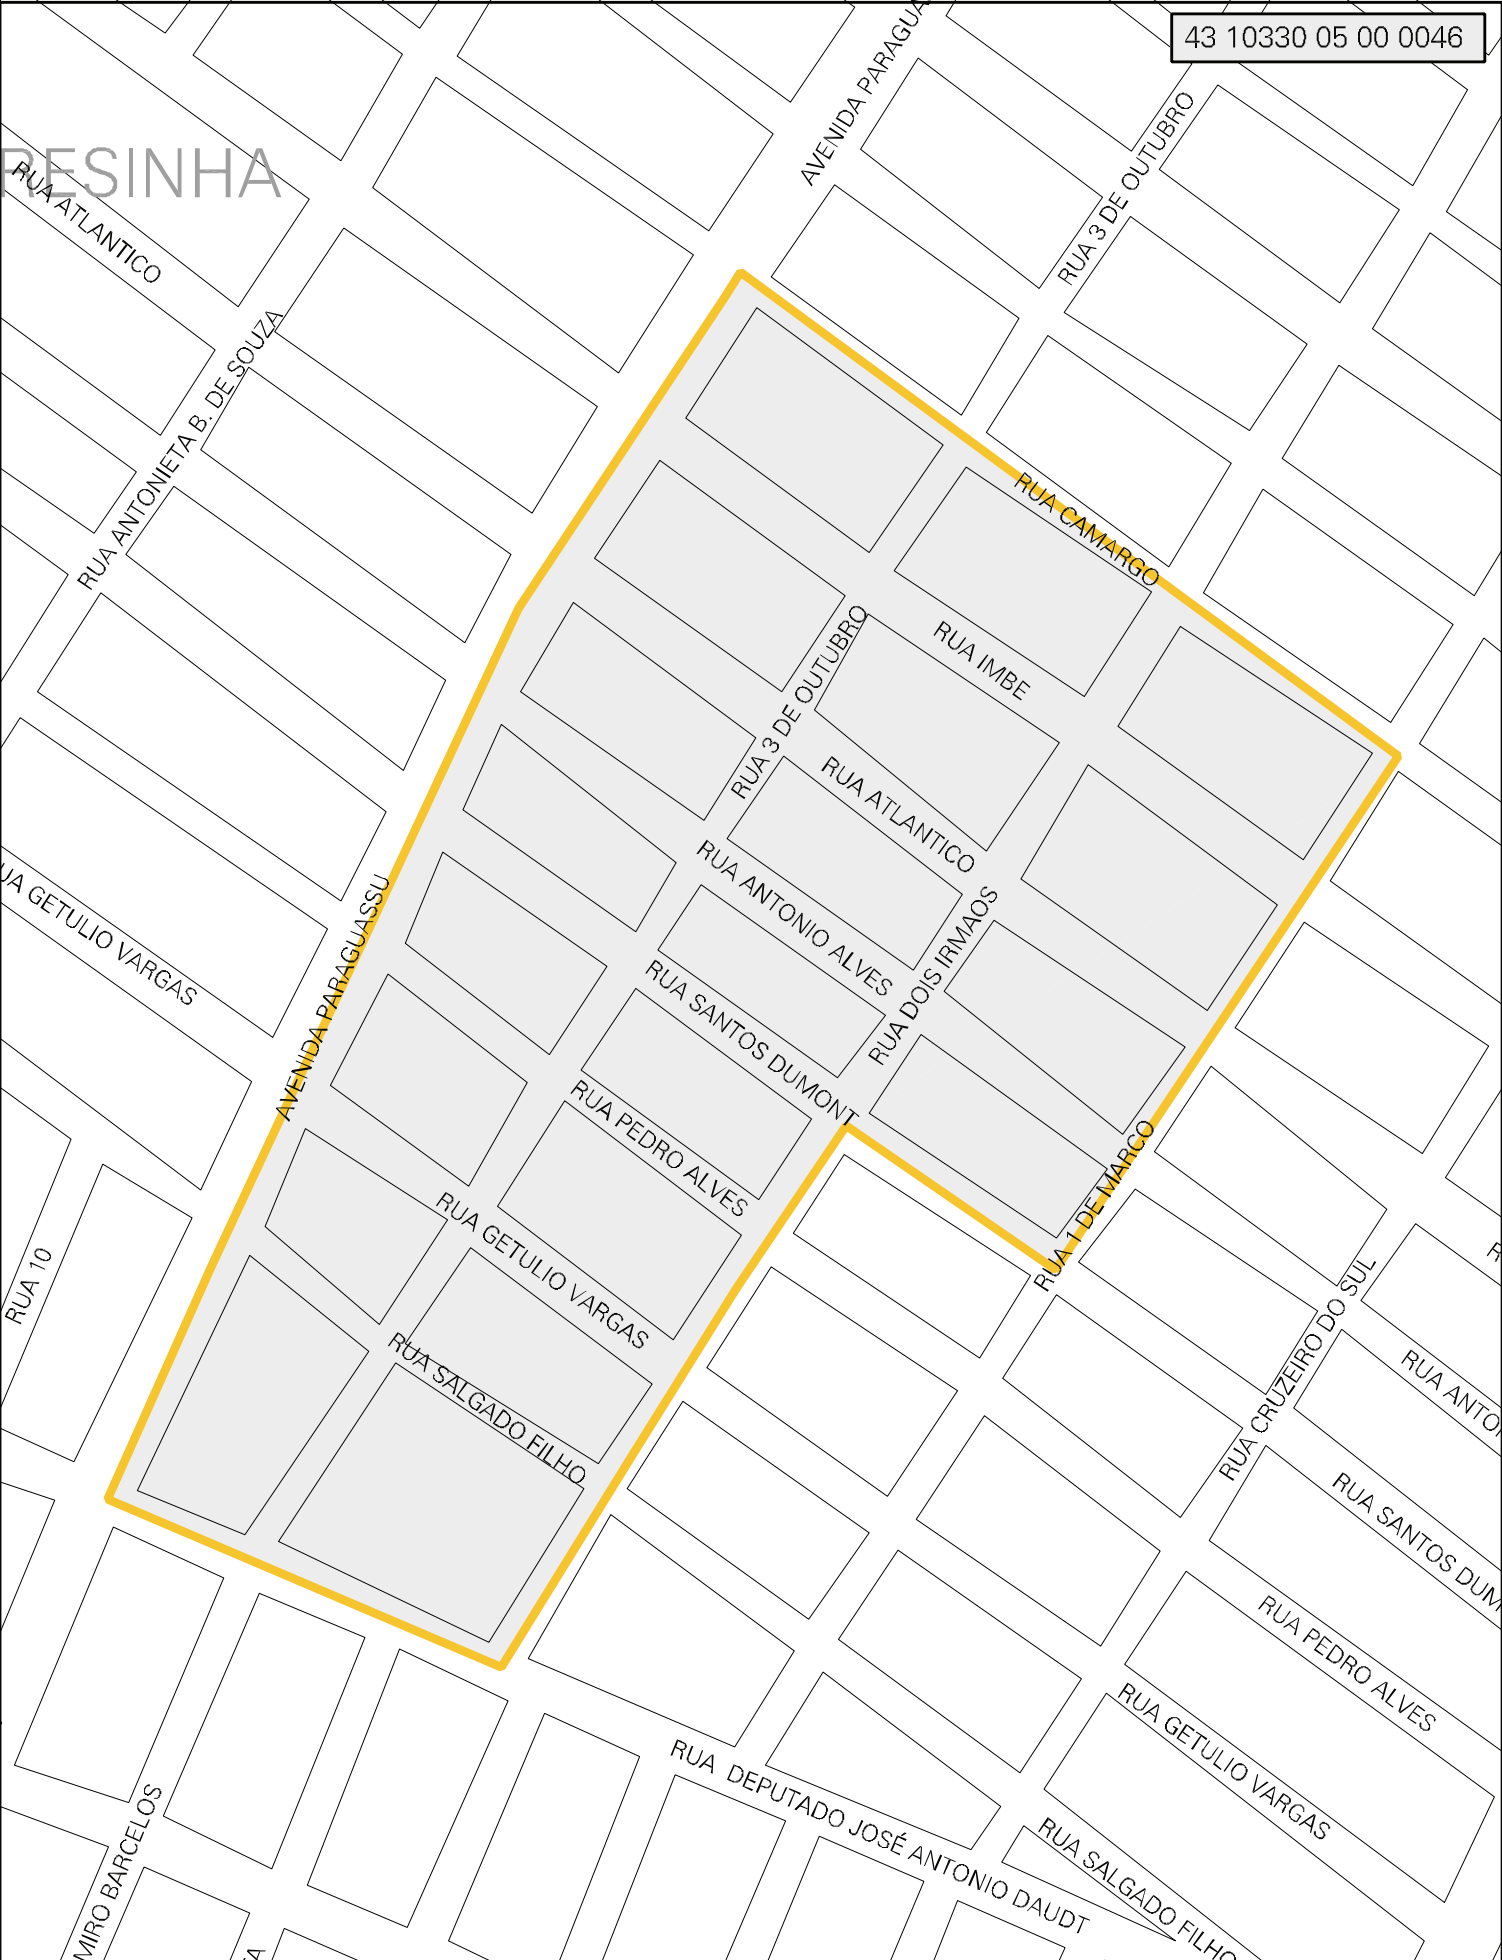 43 10330 05 00 0046
AVENIDA PARAGUA
RUA 3 DE OUTUBRO
RESINHA
RUA ATLANTICO
RUA ANTONIETA B. DE SOUZA
RUA CAMARGO
RUA IMBE
RUA 3 DE OUTUBRO
RUA ATLANTICO
RUA ANTONIO ALVES
RUA DOIS IRMAOS
UA GETULIO VARGAS
AVENIDA PARAGUASSU
RUA SANTOS DUMONT
RUA PEDRO ALVES
RUA 1 DE MARCO
RUA GETULIO VARGAS
RUA 10
RUA SALGADO FILHO
RUA CRUZEIRO DO SUL
R
RUA ANTO
RUA SANTOS DUM
RUA PEDRO ALVES
RUA GETULIO VARGAS
RUA DEPUTADO JOSÉ ANTONIO DAUDT
RUA SALGADO FILHO
MIRO BARCELOS
A